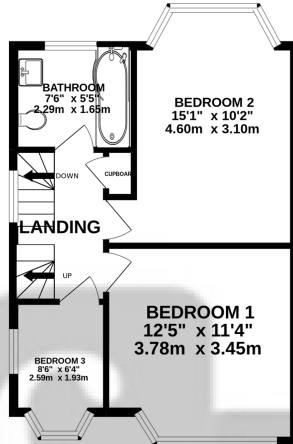 BATHROOM
7'6" x 5'5"
2.29m x 1.65m
BEDROOM 2
15'1" x 10'2"
4.60m x 3.10m
CUPBOARD
DOWN
LANDING
UP
BEDROOM 1
12'5" x 11'4"
3.78m x 3.45m
BEDROOM 3
8'6" x 6'4"
2.59m x 1.93m